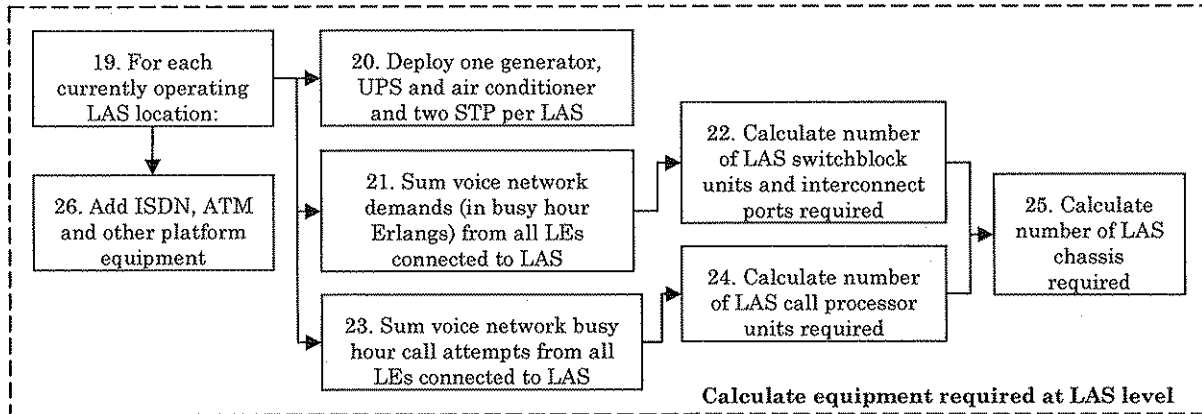 19. For each
currently operating
LAS location:
20. Deploy one generator,
UPS and air conditioner
and two STP per LAS
21. Sum voice network
demands (in busy hour
Erlangs) from all LEs
connected to LAS
22. Calculate number
of LAS switchblock
units and interconnect
ports required
23. Sum voice network busy
hour call attempts from all
LEs connected to LAS
24. Calculate number
of LAS call processor
units required
25. Calculate
number of LAS
chassis
required
26. Add ISDN, ATM
and other platform
equipment
Calculate equipment required at LAS level